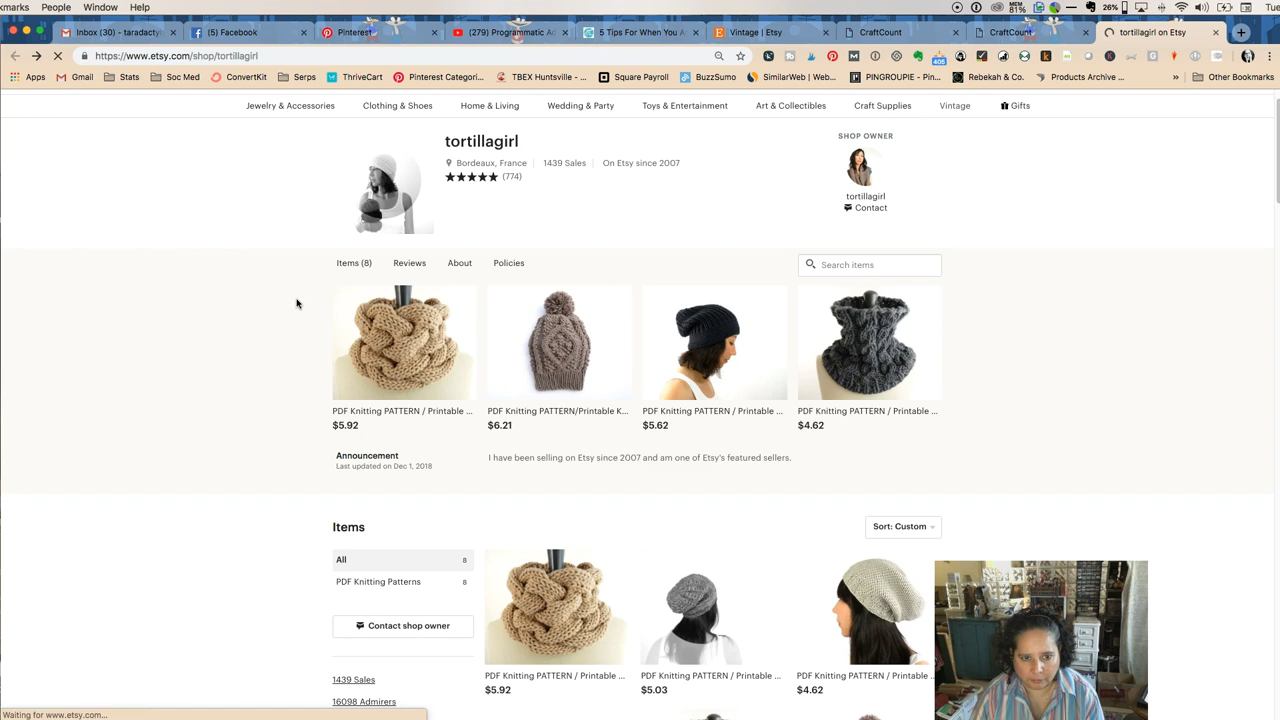 kmarks People Window Help
MEM 81% 26% Tue
Inbox (30) - taradacty (5) Facebook Pinterest (279) Programmatic Ad 5 Tips For When You A Vintage | Etsy CraftCount CraftCount tortillagirl on Etsy
https://www.etsy.com/shop/tortillagirl
405
Apps Gmail Stats Soc Med ConvertKit Serps ThriveCart Pinterest Categori... TBEX Huntsville - ... Square Payroll BuzzSumo SimilarWeb | Web... PINGROUPIE - Pin... Rebekah & Co. Products Archive ... » Other Bookmarks
Jewelry & Accessories Clothing & Shoes Home & Living Wedding & Party Toys & Entertainment Art & Collectibles Craft Supplies Vintage Gifts
tortillagirl
Bordeaux, France 1439 Sales On Etsy since 2007
(774)
SHOP OWNER
tortillagirl
Contact
Items (8) Reviews About Policies Search items
PDF Knitting PATTERN / Printable ... PDF Knitting PATTERN/Printable K... PDF Knitting PATTERN / Printable ... PDF Knitting PATTERN / Printable ...
$5.92 $6.21 $5.62 $4.62
Announcement I have been selling on Etsy since 2007 and am one of Etsy's featured sellers.
Last updated on Dec 1, 2018
Items Sort: Custom
All 8
PDF Knitting Patterns 8
Contact shop owner
1439 Sales
16098 Admirers
PDF Knitting PATTERN / Printable ... PDF Knitting PATTERN / Printable ... PDF Knitting PATTERN / Printable ...
$5.92 $5.03 $4.62
Waiting for www.etsy.com...